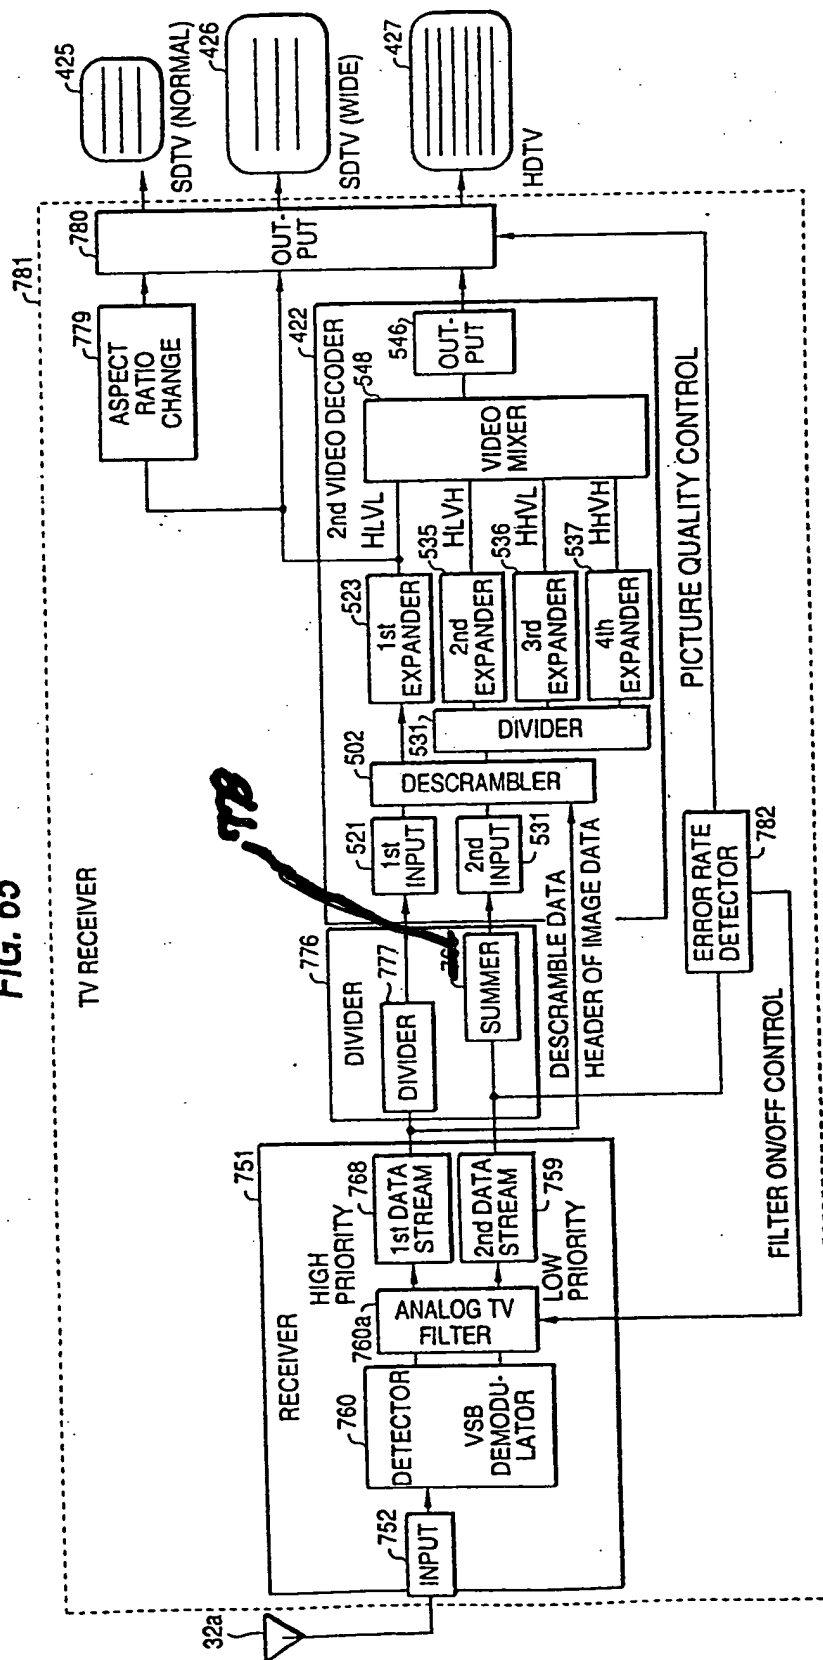 FIG. 65
TV RECEIVER
781
32a
752
INPUT
RECEIVER
751
760
DETECTOR
VSB
DEMODU-
LATOR
760a
ANALOG TV
FILTER
HIGH
PRIORITY
768
1st DATA
STREAM
759
2nd DATA
STREAM
LOW
PRIORITY
776
DIVIDER
777
DIVIDER
778
SUMMER
DESCRAMBLE DATA
HEADER OF IMAGE DATA
2nd VIDEO DECODER
422
521
1st
INPUT
2nd
INPUT
531
502
DESCRAMBLER
531
DIVIDER
523
1st
EXPANDER
535
2nd
EXPANDER
536
3rd
EXPANDER
537
4th
EXPANDER
HLVL
HLVH
HHVL
HHVH
548
VIDEO
MIXER
546
OUT-
PUT
779
ASPECT
RATIO
CHANGE
780
OUT-
PUT
425
SDTV (NORMAL)
426
SDTV (WIDE)
427
HDTV
ERROR RATE
DETECTOR
782
PICTURE QUALITY CONTROL
FILTER ON/OFF CONTROL